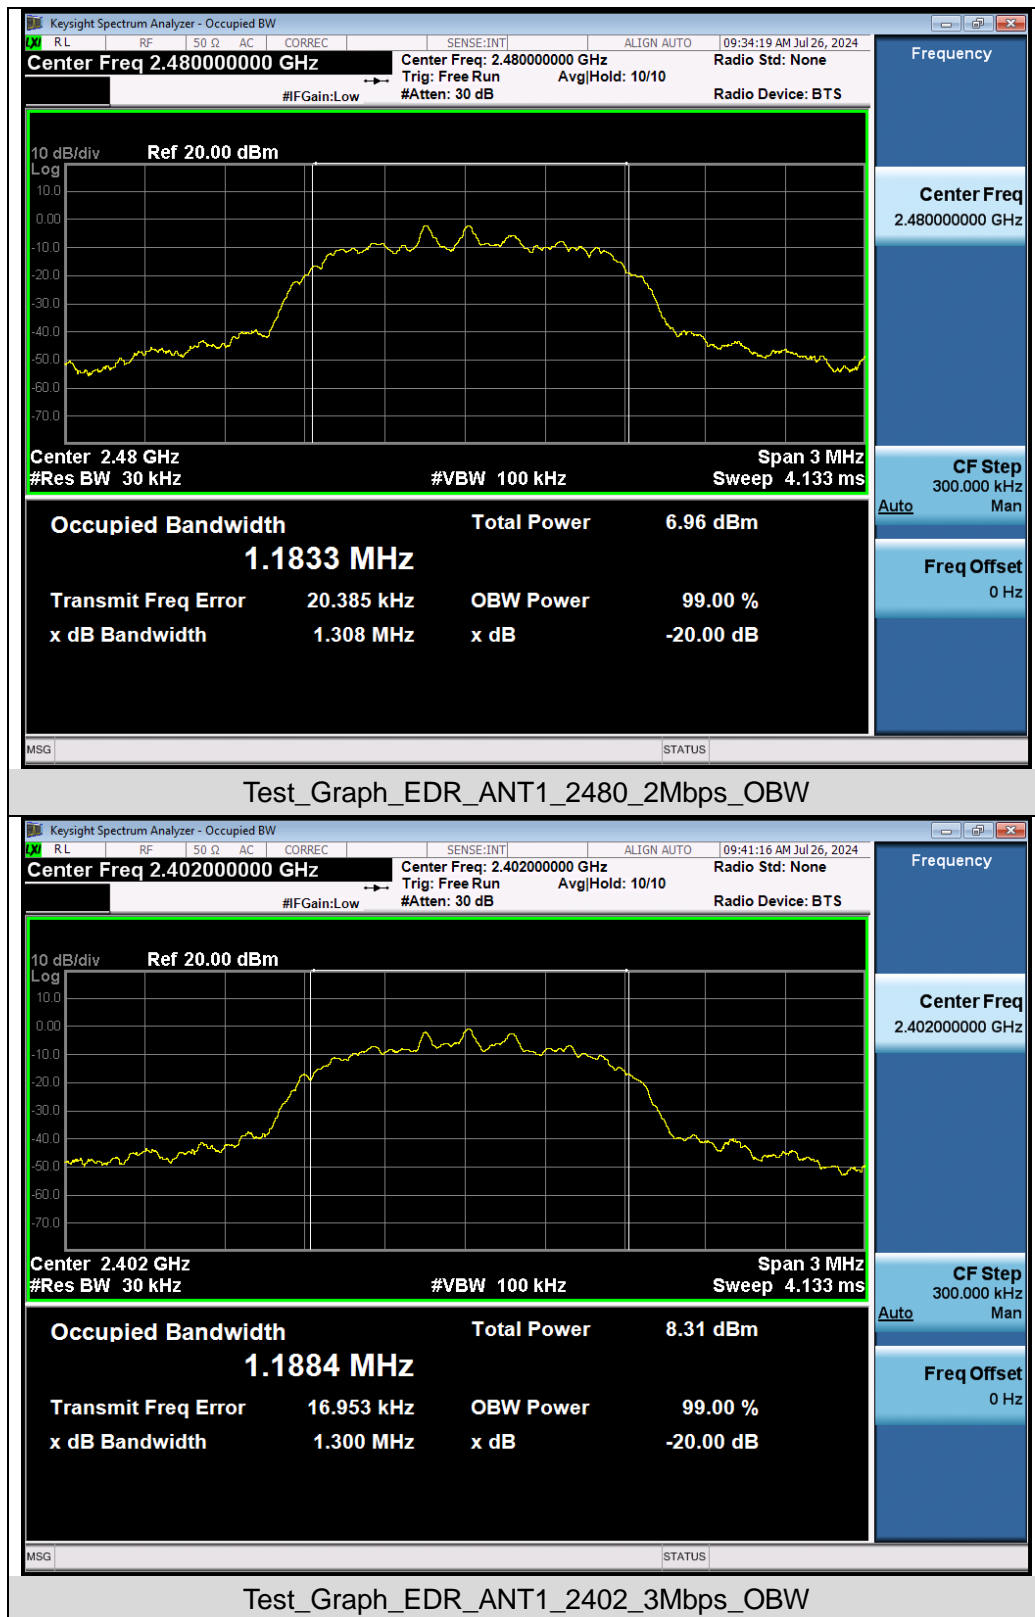 Keysight Spectrum Analyzer - Occupied BW
LXI RL RF 50 Ω AC CORREC SENSE:INT ALIGN AUTO 09:34:19 AM Jul 26, 2024
Center Freq 2.480000000 GHz
Center Freq: 2.480000000 GHz
Radio Std: None
Trig: Free Run Avg|Hold: 10/10
#IFGain:Low #Atten: 30 dB
Radio Device: BTS
Frequency
10 dB/div Ref 20.00 dBm
Log
10.0
0.00
-10.0
-20.0
-30.0
-40.0
-50.0
-60.0
-70.0
Center Freq
2.480000000 GHz
Center 2.48 GHz Span 3 MHz
#Res BW 30 kHz #VBW 100 kHz Sweep 4.133 ms
CF Step
300.000 kHz
Auto Man
Freq Offset
0 Hz
Occupied Bandwidth Total Power 6.96 dBm
1.1833 MHz
Transmit Freq Error 20.385 kHz OBW Power 99.00 %
x dB Bandwidth 1.308 MHz x dB -20.00 dB
MSG STATUS
Test_Graph_EDR_ANT1_2480_2Mbps_OBW
Keysight Spectrum Analyzer - Occupied BW
LXI RL RF 50 Ω AC CORREC SENSE:INT ALIGN AUTO 09:41:16 AM Jul 26, 2024
Center Freq 2.402000000 GHz
Center Freq: 2.402000000 GHz
Radio Std: None
Trig: Free Run Avg|Hold: 10/10
#IFGain:Low #Atten: 30 dB
Radio Device: BTS
Frequency
10 dB/div Ref 20.00 dBm
Log
10.0
0.00
-10.0
-20.0
-30.0
-40.0
-50.0
-60.0
-70.0
Center Freq
2.402000000 GHz
Center 2.402 GHz Span 3 MHz
#Res BW 30 kHz #VBW 100 kHz Sweep 4.133 ms
CF Step
300.000 kHz
Auto Man
Freq Offset
0 Hz
Occupied Bandwidth Total Power 8.31 dBm
1.1884 MHz
Transmit Freq Error 16.953 kHz OBW Power 99.00 %
x dB Bandwidth 1.300 MHz x dB -20.00 dB
MSG STATUS
Test_Graph_EDR_ANT1_2402_3Mbps_OBW